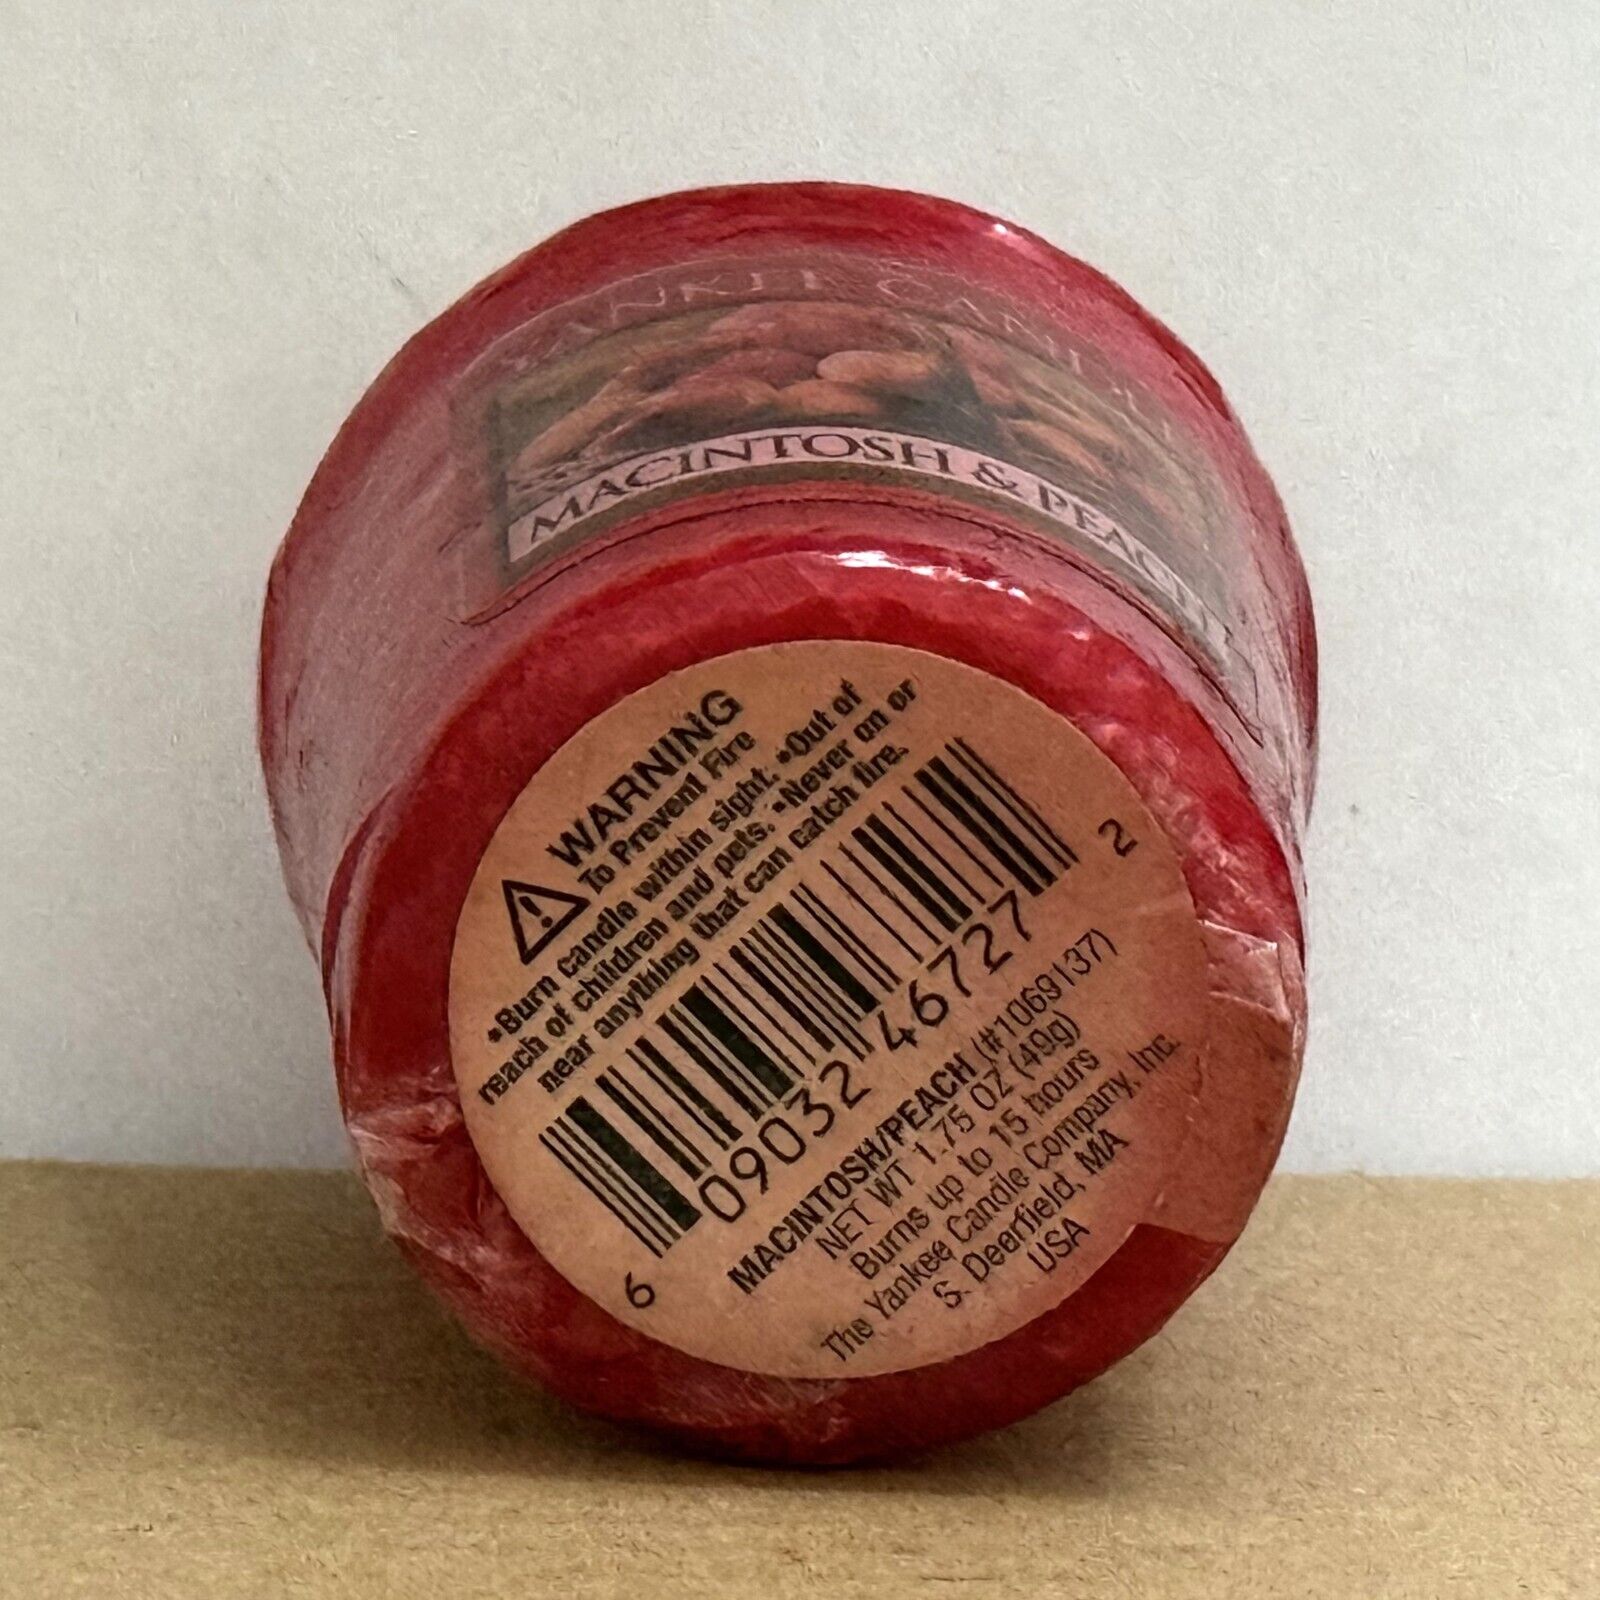 YANKEE CANDLE
MACINTOSH & PEACH
WARNING
To Prevent Fire
•Burn candle within sight. •Out of
reach of children and pets. •Never on or
near anything that can catch fire.
6 09032 46727 2
MACINTOSH/PEACH (#1069137)
NET WT 1.75 OZ (49g)
Burns up to 15 hours
The Yankee Candle Company, Inc.
S. Deerfield, MA
USA